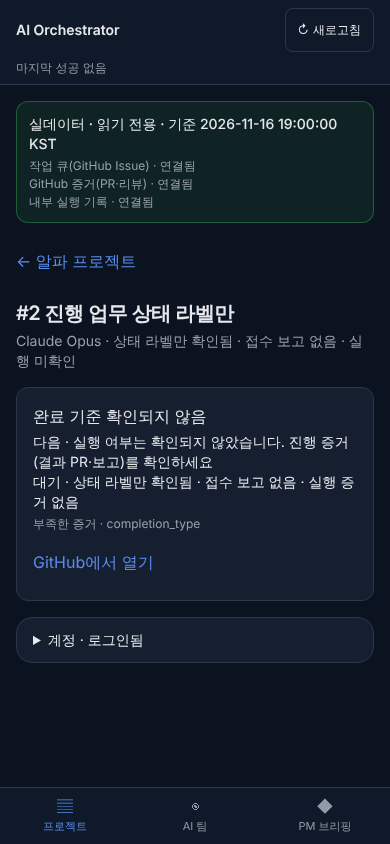 AI Orchestrator
↻ 새로고침
마지막 성공 없음
실데이터 · 읽기 전용 · 기준 2026-11-16 19:00:00
KST
작업 큐(GitHub Issue) · 연결됨
GitHub 증거(PR·리뷰) · 연결됨
내부 실행 기록 · 연결됨
← 알파 프로젝트
#2 진행 업무 상태 라벨만
Claude Opus · 상태 라벨만 확인됨 · 접수 보고 없음 · 실
행 미확인
완료 기준 확인되지 않음
다음 · 실행 여부는 확인되지 않았습니다. 진행 증거
(결과 PR·보고)를 확인하세요
대기 · 상태 라벨만 확인됨 · 접수 보고 없음 · 실행 증
거 없음
부족한 증거 · completion_type
GitHub에서 열기
▶ 계정 · 로그인됨
프로젝트
AI 팀
PM 브리핑